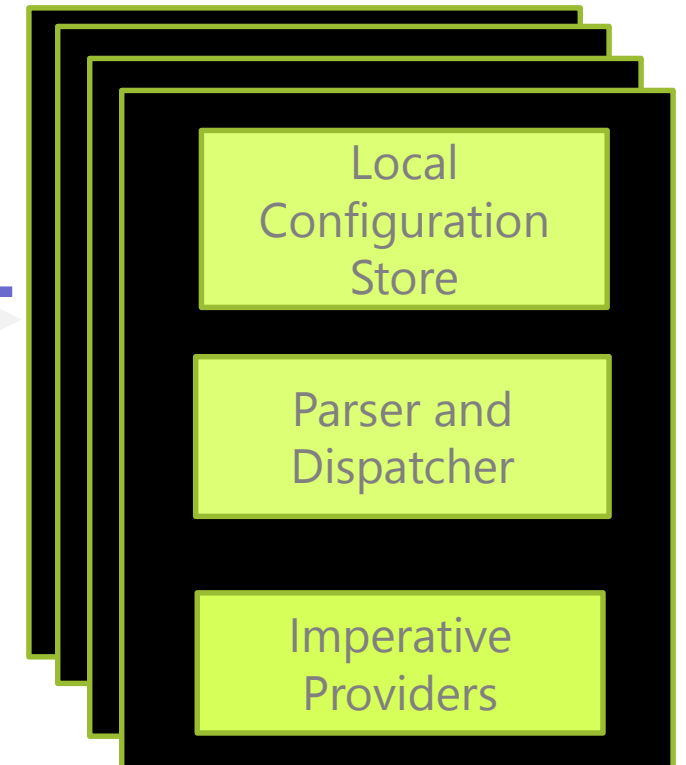 Local
Configuration
Store
Parser and
Dispatcher
Imperative
Providers